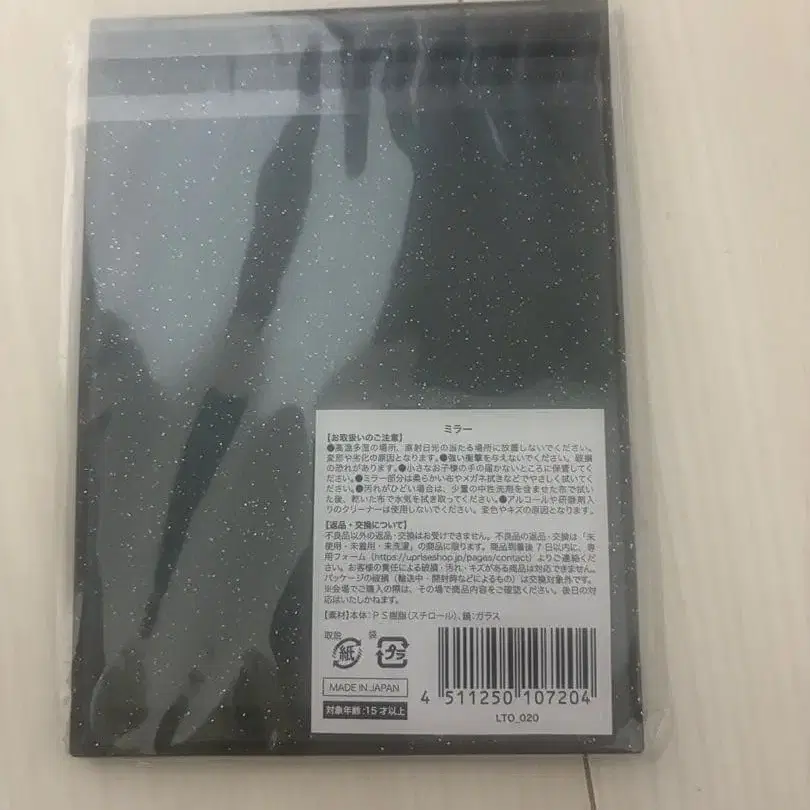 ミラー
【お取扱いのご注意】
●高温多湿の場所、直射日光の当たる場所に放置しないでください。
変形や劣化の原因となります。●強い衝撃を与えないでください。破損
の恐れがあります。●小さなお子様の手の届かないところに保管してく
ださい。●ミラー部分は柔らかい布やメガネ拭きなどでやさしく拭いてく
ださい。●汚れがひどい場合は、少量の中性洗剤を含ませた布で拭い
た後、乾いた布で水気を拭き取ってください。●アルコールや研磨剤入
りのクリーナーは使用しないでください。変色やキズの原因となります。
【返品・交換について】
不良品以外の返品・交換はお受けできません。不良品の返品・交換は「未
使用・未着用・未洗濯」の商品に限ります。商品到着後7日以内に、専
用フォーム（https://upriseshop.jp/pages/contact）よりご連絡くださ
い。お客様の責任による破損・汚れ・キズがある商品は対応できません。
パッケージの破損（輸送中・開封時などによるもの）は交換対象外です。
※会場でご購入の際は、その場で商品内容をご確認ください。後日の対
応はいたしかねます。
【素材】本体：PS樹脂（スチロール）、鏡：ガラス
取説 袋
紙 プラ
MADE IN JAPAN
対象年齢：15才以上
4 511250 107204
LTO_020